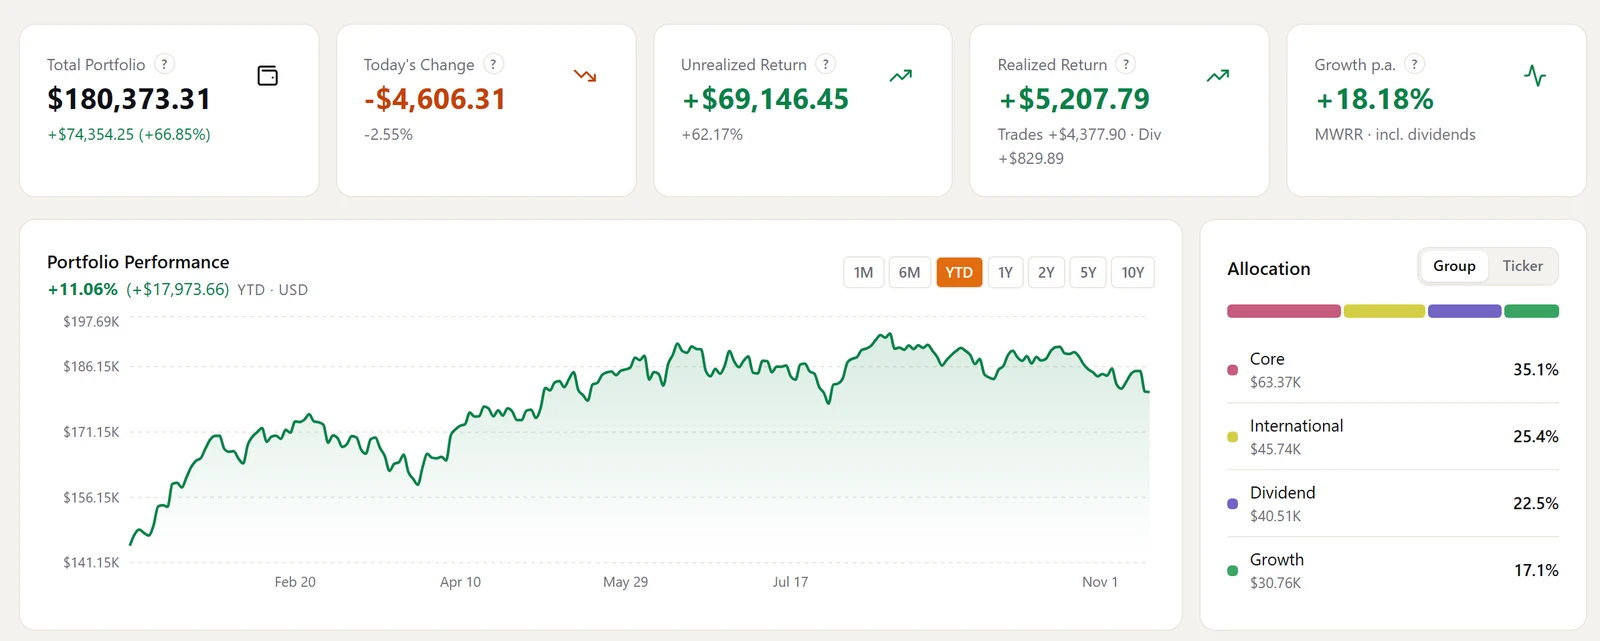 Total Portfolio ?
$180,373.31
+$74,354.25 (+66.85%)
Today's Change ?
-$4,606.31
-2.55%
Unrealized Return ?
+$69,146.45
+62.17%
Realized Return ?
+$5,207.79
Trades +$4,377.90 · Div
+$829.89
Growth p.a. ?
+18.18%
MWRR · incl. dividends
Portfolio Performance
+11.06% (+$17,973.66) YTD · USD
1M 6M YTD 1Y 2Y 5Y 10Y
$197.69K
$186.15K
$171.15K
$156.15K
$141.15K
Feb 20 Apr 10 May 29 Jul 17 Nov 1
Allocation
Group Ticker
Core 35.1%
$63.37K
International 25.4%
$45.74K
Dividend 22.5%
$40.51K
Growth 17.1%
$30.76K